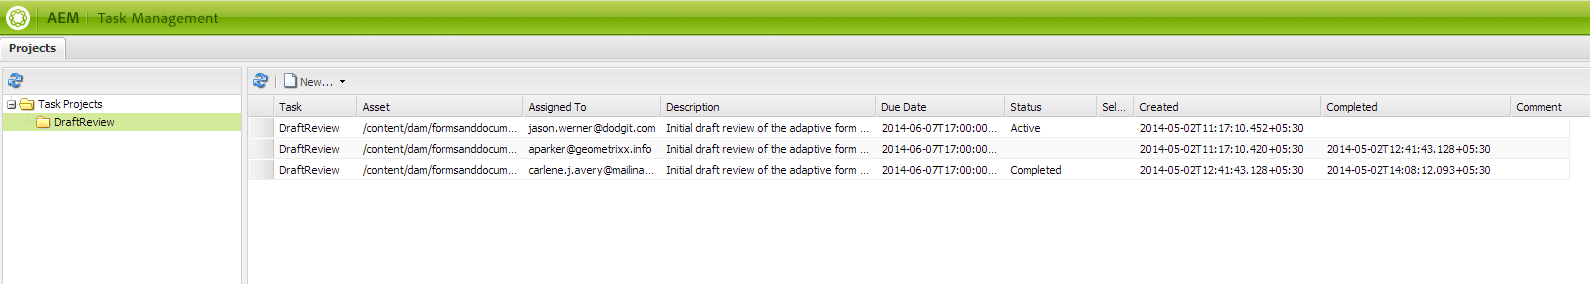 AEM Task Management
Projects
New...
Task Projects
DraftReview
Task Asset Assigned To Description Due Date Status Sel... Created Completed Comment
DraftReview /content/dam/formsanddocum... jason.werner@dodgit.com Initial draft review of the adaptive form ... 2014-06-07T17:00:00... Active 2014-05-02T11:17:10.452+05:30
DraftReview /content/dam/formsanddocum... aparker@geometrixx.info Initial draft review of the adaptive form ... 2014-06-07T17:00:00... 2014-05-02T11:17:10.420+05:30 2014-05-02T12:41:43.128+05:30
DraftReview /content/dam/formsanddocum... carlene.j.avery@mailina... Initial draft review of the adaptive form ... 2014-06-07T17:00:00... Completed 2014-05-02T12:41:43.128+05:30 2014-05-02T14:08:12.093+05:30